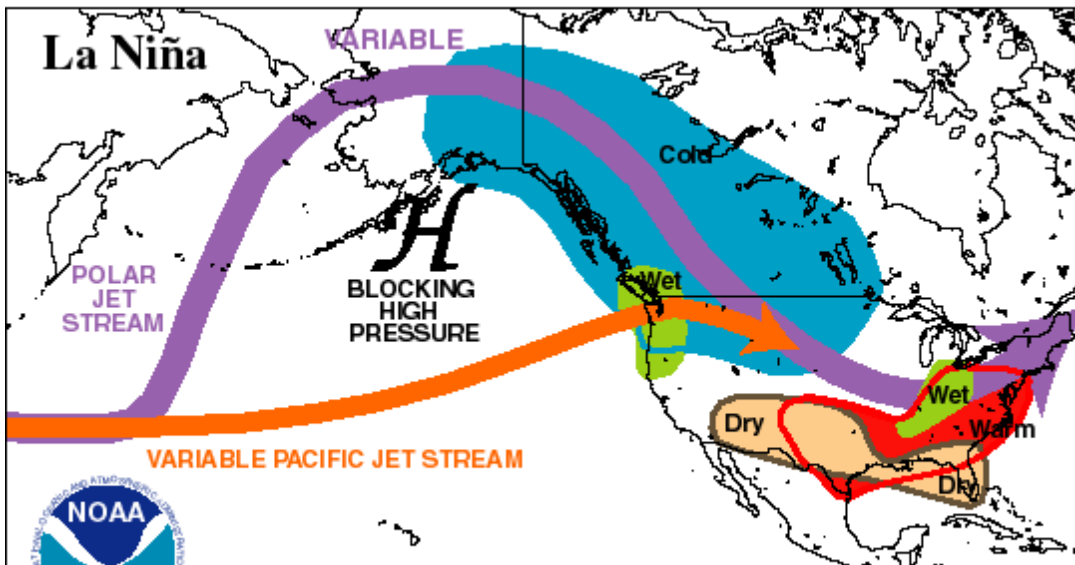 La Niña
VARIABLE
Cold
H
POLAR
JET
STREAM
BLOCKING
HIGH
PRESSURE
Wet
Wet
Dry
Warm
Dry
VARIABLE PACIFIC JET STREAM
NOAA